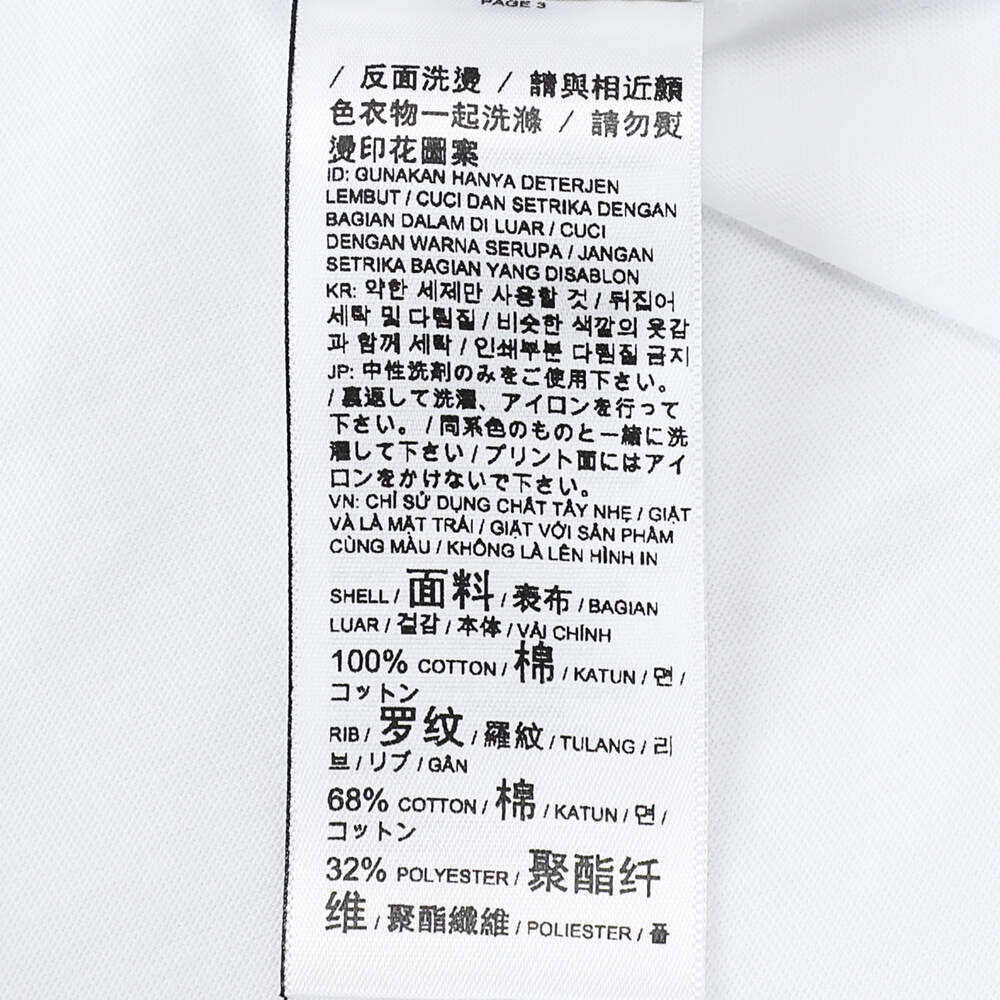 PAGE 3
/ 反面洗燙 / 請與相近顏
色衣物一起洗滌 / 請勿熨
燙印花圖案
ID: GUNAKAN HANYA DETERJEN
LEMBUT / CUCI DAN SETRIKA DENGAN
BAGIAN DALAM DI LUAR / CUCI
DENGAN WARNA SERUPA / JANGAN
SETRIKA BAGIAN YANG DISABLON
KR: 약한 세제만 사용할 것 / 뒤집어
세탁 및 다림질 / 비슷한 색깔의 옷감
과 함께 세탁 / 인쇄부분 다림질 금지
JP: 中性洗剤のみをご使用下さい。
/ 裏返して洗濯、アイロンを行って
下さい。 / 同系色のものと一緒に洗
濯して下さい / プリント面にはアイ
ロンをかけないで下さい。
VN: CHỈ SỬ DỤNG CHẤT TẨY NHẸ / GIẶT
VÀ LÀ MẶT TRÁI / GIẶT VỚI SẢN PHẨM
CÙNG MÀU / KHÔNG LÀ LÊN HÌNH IN
SHELL / 面料 / 表布 / BAGIAN
LUAR / 겉감 / 本体 / VẢI CHÍNH
100% COTTON / 棉 / KATUN / 면 /
コットン
RIB / 罗纹 / 羅紋 / TULANG / 리
브 / リブ / GÂN
68% COTTON / 棉 / KATUN / 면 /
コットン
32% POLYESTER / 聚酯纤
维 / 聚酯纖維 / POLIESTER / 폴